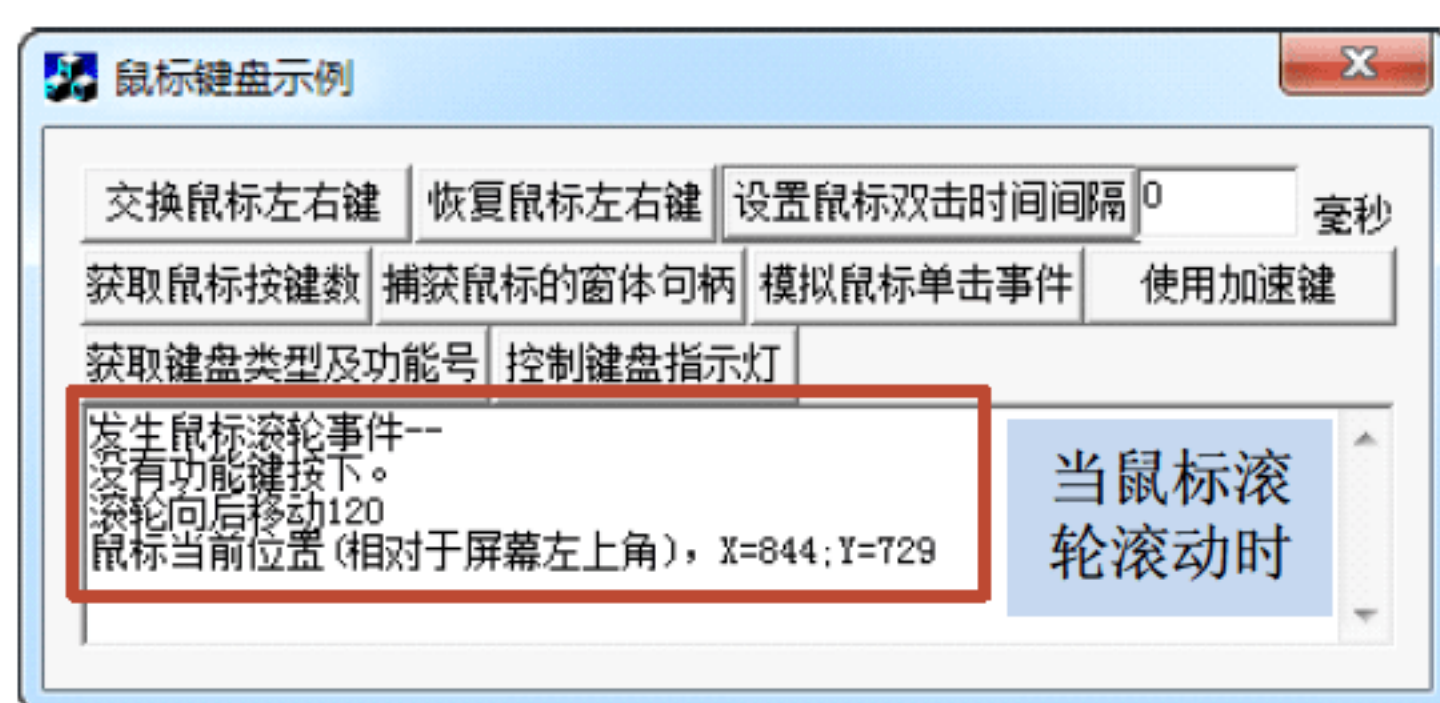 鼠标键盘示例
交换鼠标左右键 恢复鼠标左右键 设置鼠标双击时间间隔 0 毫秒
获取鼠标按键数 捕获鼠标的窗体句柄 模拟鼠标单击事件 使用加速键
获取键盘类型及功能号 控制键盘指示灯
发生鼠标滚轮事件--
没有功能键按下。
滚轮向后移动120
鼠标当前位置(相对于屏幕左上角)，X=844;Y=729
当鼠标滚
轮滚动时